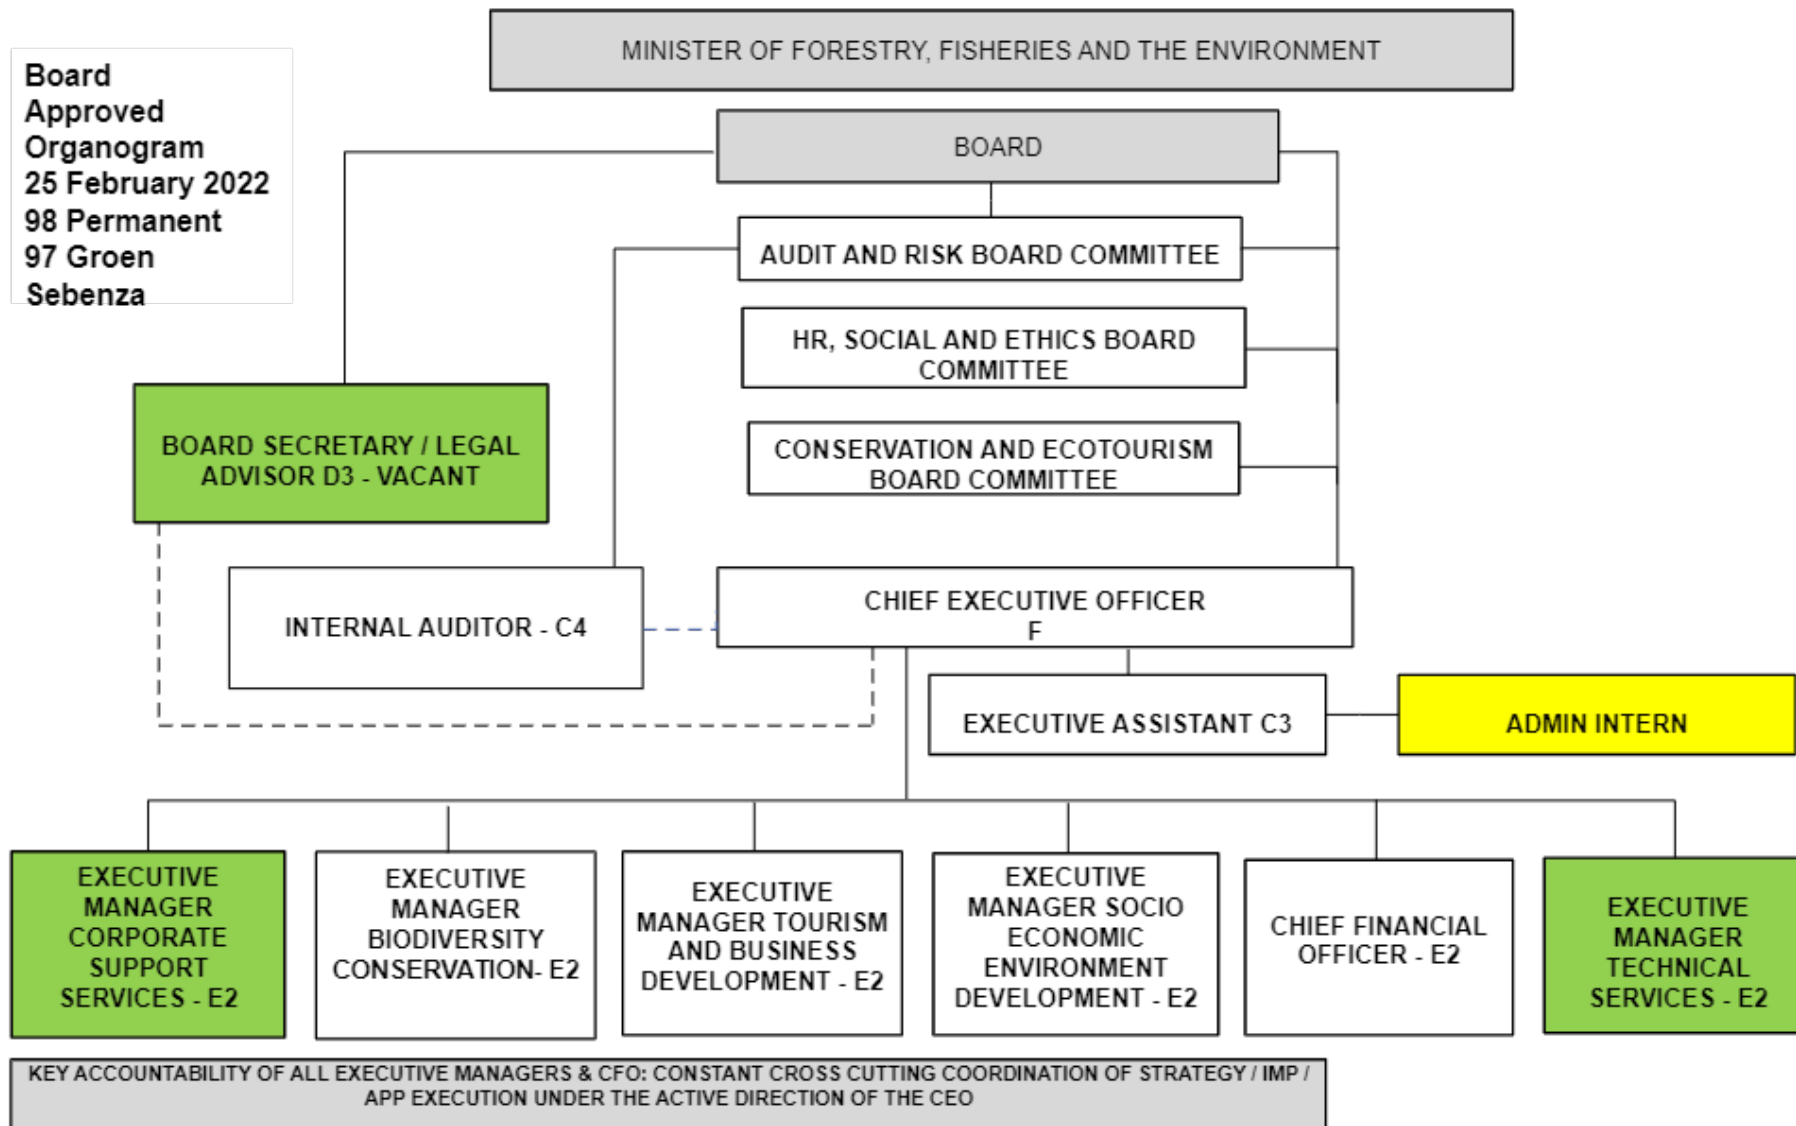 MINISTER OF FORESTRY, FISHERIES AND THE ENVIRONMENT
Board
Approved
Organogram
25 February 2022
98 Permanent
97 Groen
Sebenza
BOARD
AUDIT AND RISK BOARD COMMITTEE
HR, SOCIAL AND ETHICS BOARD
COMMITTEE
CONSERVATION AND ECOTOURISM
BOARD COMMITTEE
BOARD SECRETARY / LEGAL
ADVISOR D3 - VACANT
INTERNAL AUDITOR - C4
CHIEF EXECUTIVE OFFICER
F
EXECUTIVE ASSISTANT C3
ADMIN INTERN
EXECUTIVE
MANAGER
CORPORATE
SUPPORT
SERVICES - E2
EXECUTIVE
MANAGER
BIODIVERSITY
CONSERVATION- E2
EXECUTIVE
MANAGER TOURISM
AND BUSINESS
DEVELOPMENT - E2
EXECUTIVE
MANAGER SOCIO
ECONOMIC
ENVIRONMENT
DEVELOPMENT - E2
CHIEF FINANCIAL
OFFICER - E2
EXECUTIVE
MANAGER
TECHNICAL
SERVICES - E2
KEY ACCOUNTABILITY OF ALL EXECUTIVE MANAGERS & CFO: CONSTANT CROSS CUTTING COORDINATION OF STRATEGY / IMP /
APP EXECUTION UNDER THE ACTIVE DIRECTION OF THE CEO